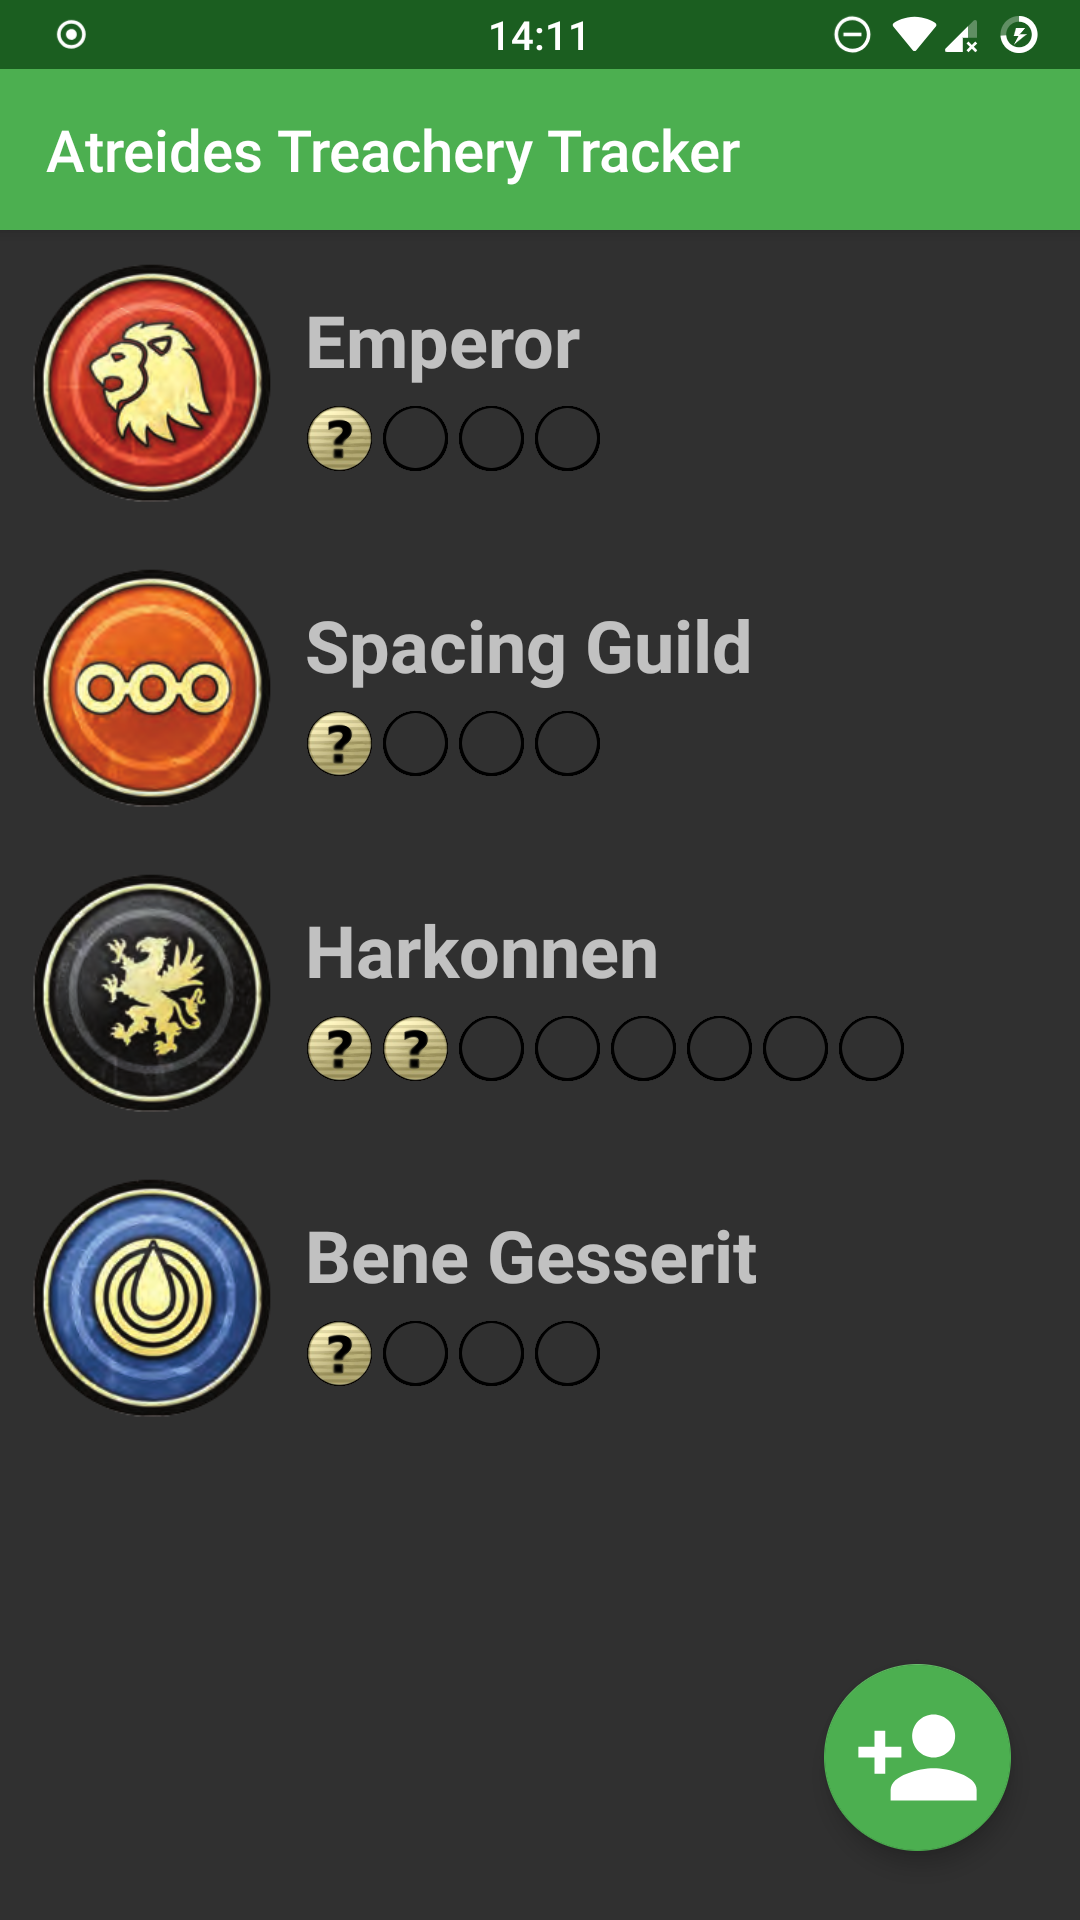 14:11
Atreides Treachery Tracker
Emperor
?
Spacing Guild
?
Harkonnen
? ?
Bene Gesserit
?